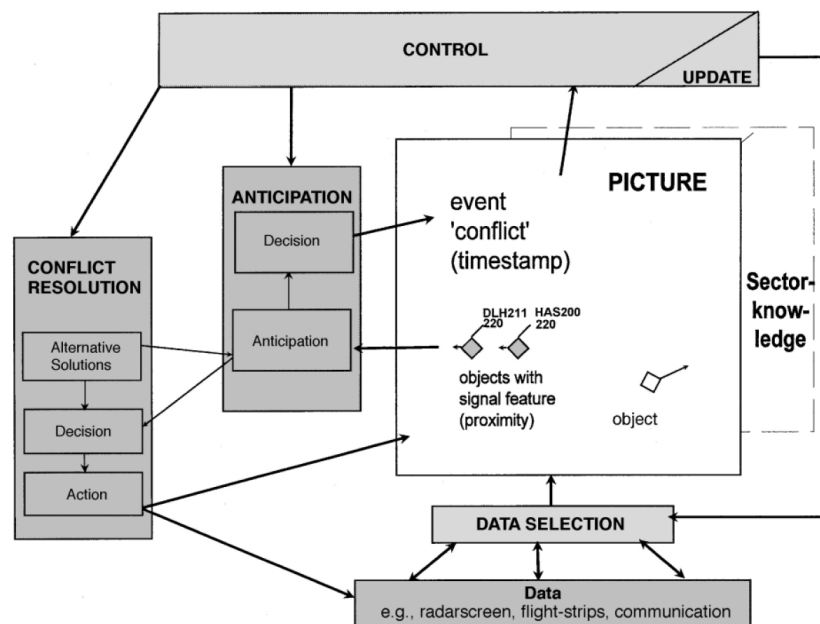 CONTROL
UPDATE
ANTICIPATION
Decision
Anticipation
CONFLICT
RESOLUTION
Alternative
Solutions
Decision
Action
PICTURE
event
'conflict'
(timestamp)
DLH211 HAS200
220 220
objects with
signal feature
(proximity)
object
Sector-
know-
ledge
DATA SELECTION
Data
e.g., radarscreen, flight-strips, communication